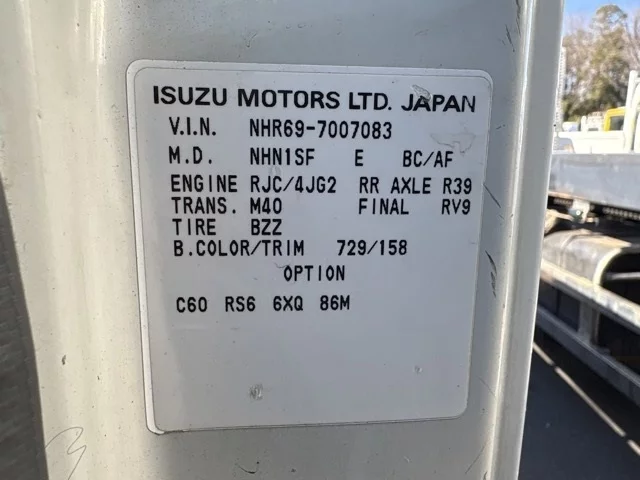 ISUZU MOTORS LTD. JAPAN
V.I.N. NHR69-7007083
M.D. NHN1SF E BC/AF
ENGINE RJC/4JG2 RR AXLE R39
TRANS. M40 FINAL RV9
TIRE BZZ
B.COLOR/TRIM 729/158
OPTION
C60 RS6 6XQ 86M